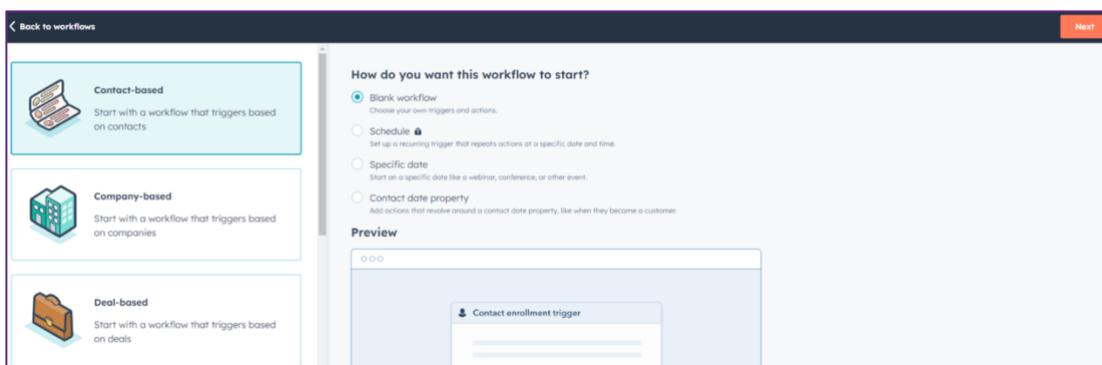 Back to workflows
Next
Contact-based
Start with a workflow that triggers based
on contacts
Company-based
Start with a workflow that triggers based
on companies
Deal-based
Start with a workflow that triggers based
on deals
How do you want this workflow to start?
Blank workflow
Choose your own triggers and actions.
Schedule
Set up a recurring trigger that repeats actions at a specific date and time.
Specific date
Start on a specific date like a webinar, conference, or other event.
Contact date property
Add actions that revolve around a contact date property, like when they become a customer.
Preview
Contact enrollment trigger